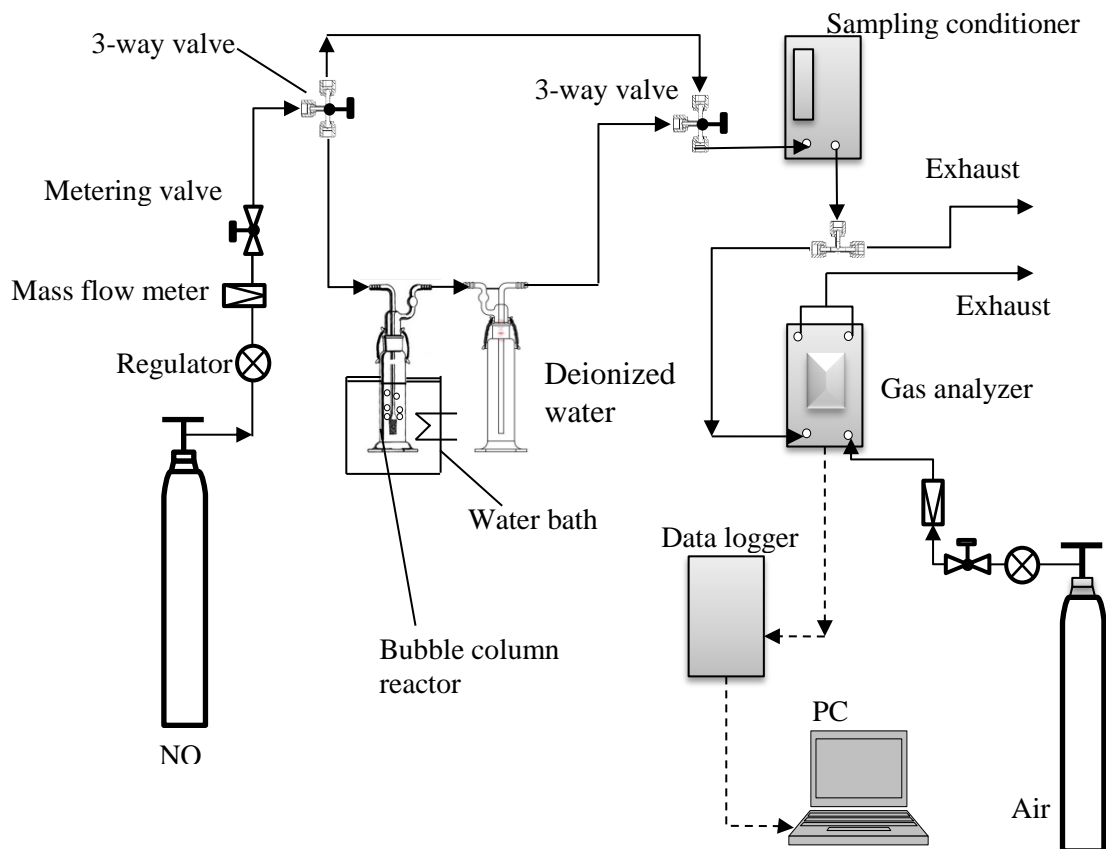 Sampling conditioner
3-way valve
3-way valve
Exhaust
Metering valve
Mass flow meter
Exhaust
Regulator
Deionized
water
Gas analyzer
Water bath
Data logger
Bubble column
reactor
PC
NO
Air